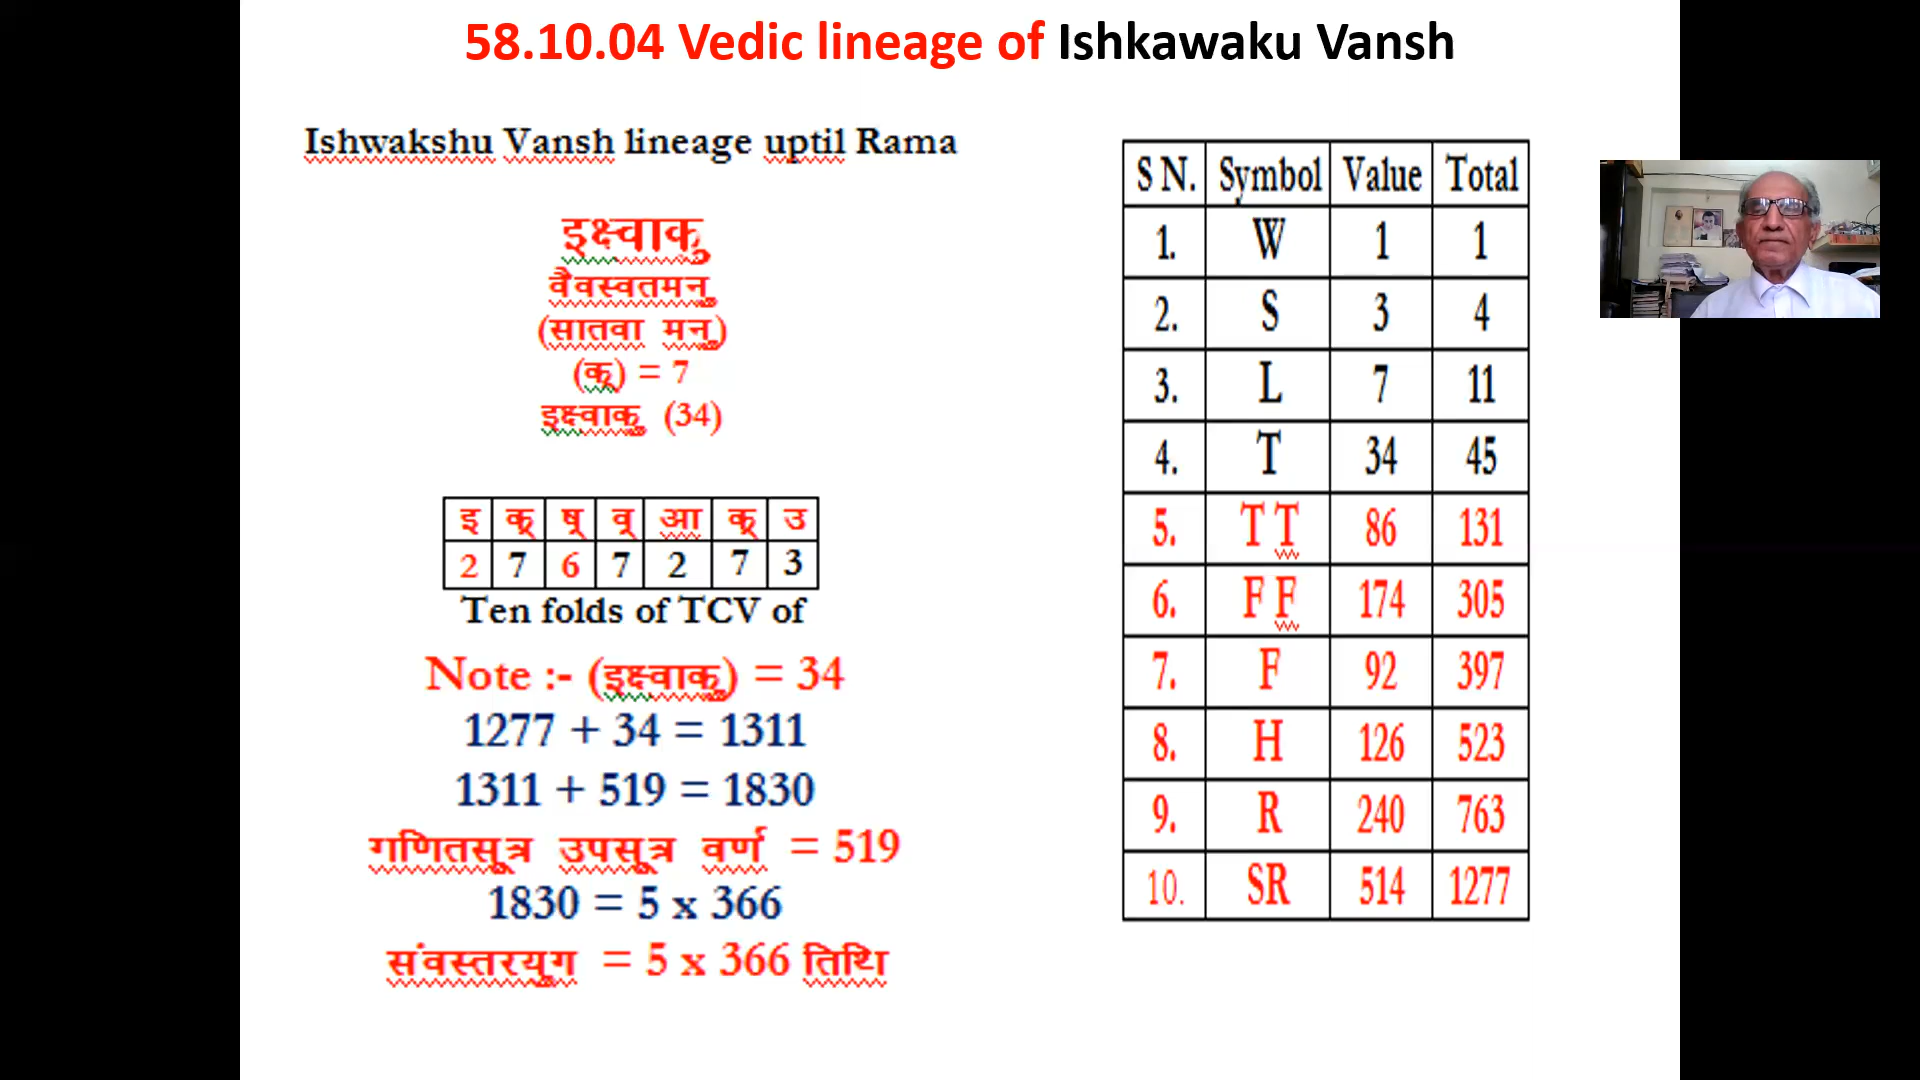 58.10.04 Vedic lineage of Ishkawaku Vansh
Ishwakshu Vansh lineage uptil Rama
इक्ष्वाकु
वैवस्वतमनु
(सातवा मनु)
(क्) = 7
इक्ष्वाकु (34)
इ क् ष् व् आ क् उ
2 7 6 7 2 7 3
Ten folds of TCV of
Note :- (इक्ष्वाकु) = 34
1277 + 34 = 1311
1311 + 519 = 1830
गणितसूत्र उपसूत्र वर्ण = 519
1830 = 5 x 366
संवस्तरयुग = 5 x 366 तिथि
S N. Symbol Value Total
1. W 1 1
2. S 3 4
3. L 7 11
4. T 34 45
5. T T 86 131
6. F F 174 305
7. F 92 397
8. H 126 523
9. R 240 763
10. SR 514 1277